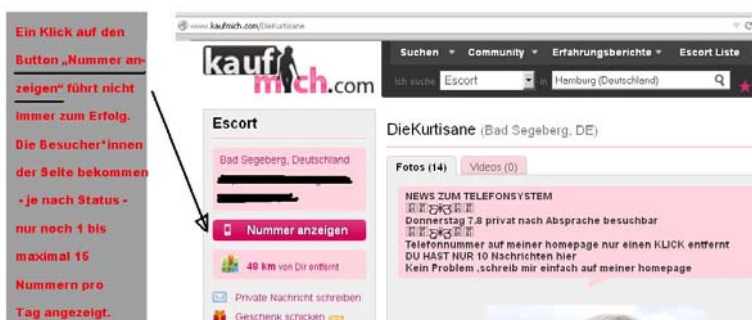 Ein Klick auf den
Button „Nummer an-
zeigen“ führt nicht
immer zum Erfolg.
Die Besucher*innen
der Seite bekommen
- je nach Status -
nur noch 1 bis
maximal 15
Nummern pro
Tag angezeigt.
www.kaufmich.com/DieKurtisane
kauf
mich.com
Suchen Community Erfahrungsberichte Escort Liste
Ich suche Escort in Hamburg (Deutschland)
Escort
Bad Segeberg, Deutschland
Nummer anzeigen
48 km von Dir entfernt
Private Nachricht schreiben
Geschenk schicken
DieKurtisane (Bad Segeberg, DE)
Fotos (14) Videos (0)
NEWS ZUM TELEFONSYSTEM
Donnerstag 7.8 privat nach Absprache besuchbar
Telefonnummer auf meiner homepage nur einen KLICK entfernt
DU HAST NUR 10 Nachrichten hier
Kein Problem ,schreib mir einfach auf meiner homepage